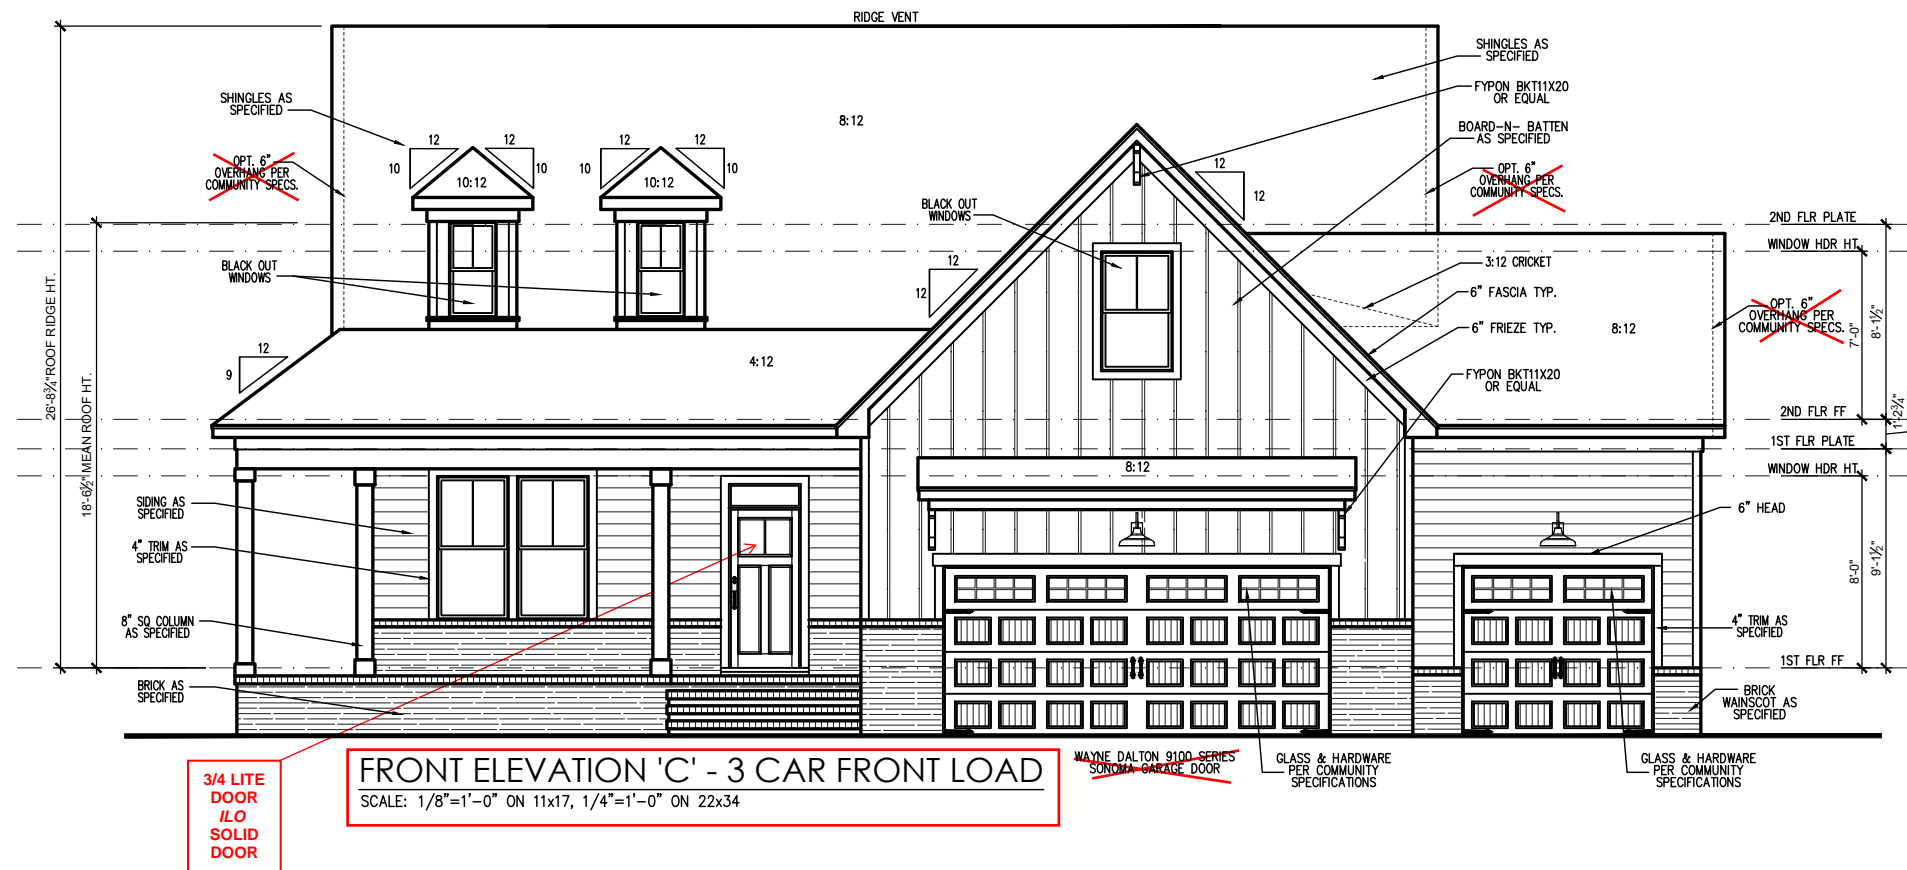 RIDGE VENT
SHINGLES AS
SPECIFIED
FYPON BKT11X20
OR EQUAL
BOARD-N- BATTEN
AS SPECIFIED
SHINGLES AS
SPECIFIED
8:12
12
12
12
12
10
10
10
10
10:12
10:12
OPT. 6"
OVERHANG PER
COMMUNITY SPECS.
OPT. 6"
OVERHANG PER
COMMUNITY SPECS.
12
12
BLACK OUT
WINDOWS
2ND FLR PLATE
WINDOW HDR HT.
BLACK OUT
WINDOWS
12
12
3:12 CRICKET
6" FASCIA TYP.
6" FRIEZE TYP.
8:12
OPT. 6"
OVERHANG PER
COMMUNITY SPECS.
7'-0"
8'-1½"
26'-8¾" ROOF RIDGE HT.
18'-6½" MEAN ROOF HT.
12
9
4:12
FYPON BKT11X20
OR EQUAL
2ND FLR FF
1'-2¾"
1ST FLR PLATE
WINDOW HDR HT.
8:12
SIDING AS
SPECIFIED
4" TRIM AS
SPECIFIED
6" HEAD
8'-0"
9'-1½"
8" SQ COLUMN
AS SPECIFIED
4" TRIM AS
SPECIFIED
1ST FLR FF
BRICK AS
SPECIFIED
BRICK
WAINSCOT AS
SPECIFIED
3/4 LITE
DOOR
ILO
SOLID
DOOR
FRONT ELEVATION 'C' - 3 CAR FRONT LOAD
SCALE: 1/8"=1'-0" ON 11x17, 1/4"=1'-0" ON 22x34
WAYNE DALTON 9100 SERIES
SONOMA GARAGE DOOR
GLASS & HARDWARE
PER COMMUNITY
SPECIFICATIONS
GLASS & HARDWARE
PER COMMUNITY
SPECIFICATIONS